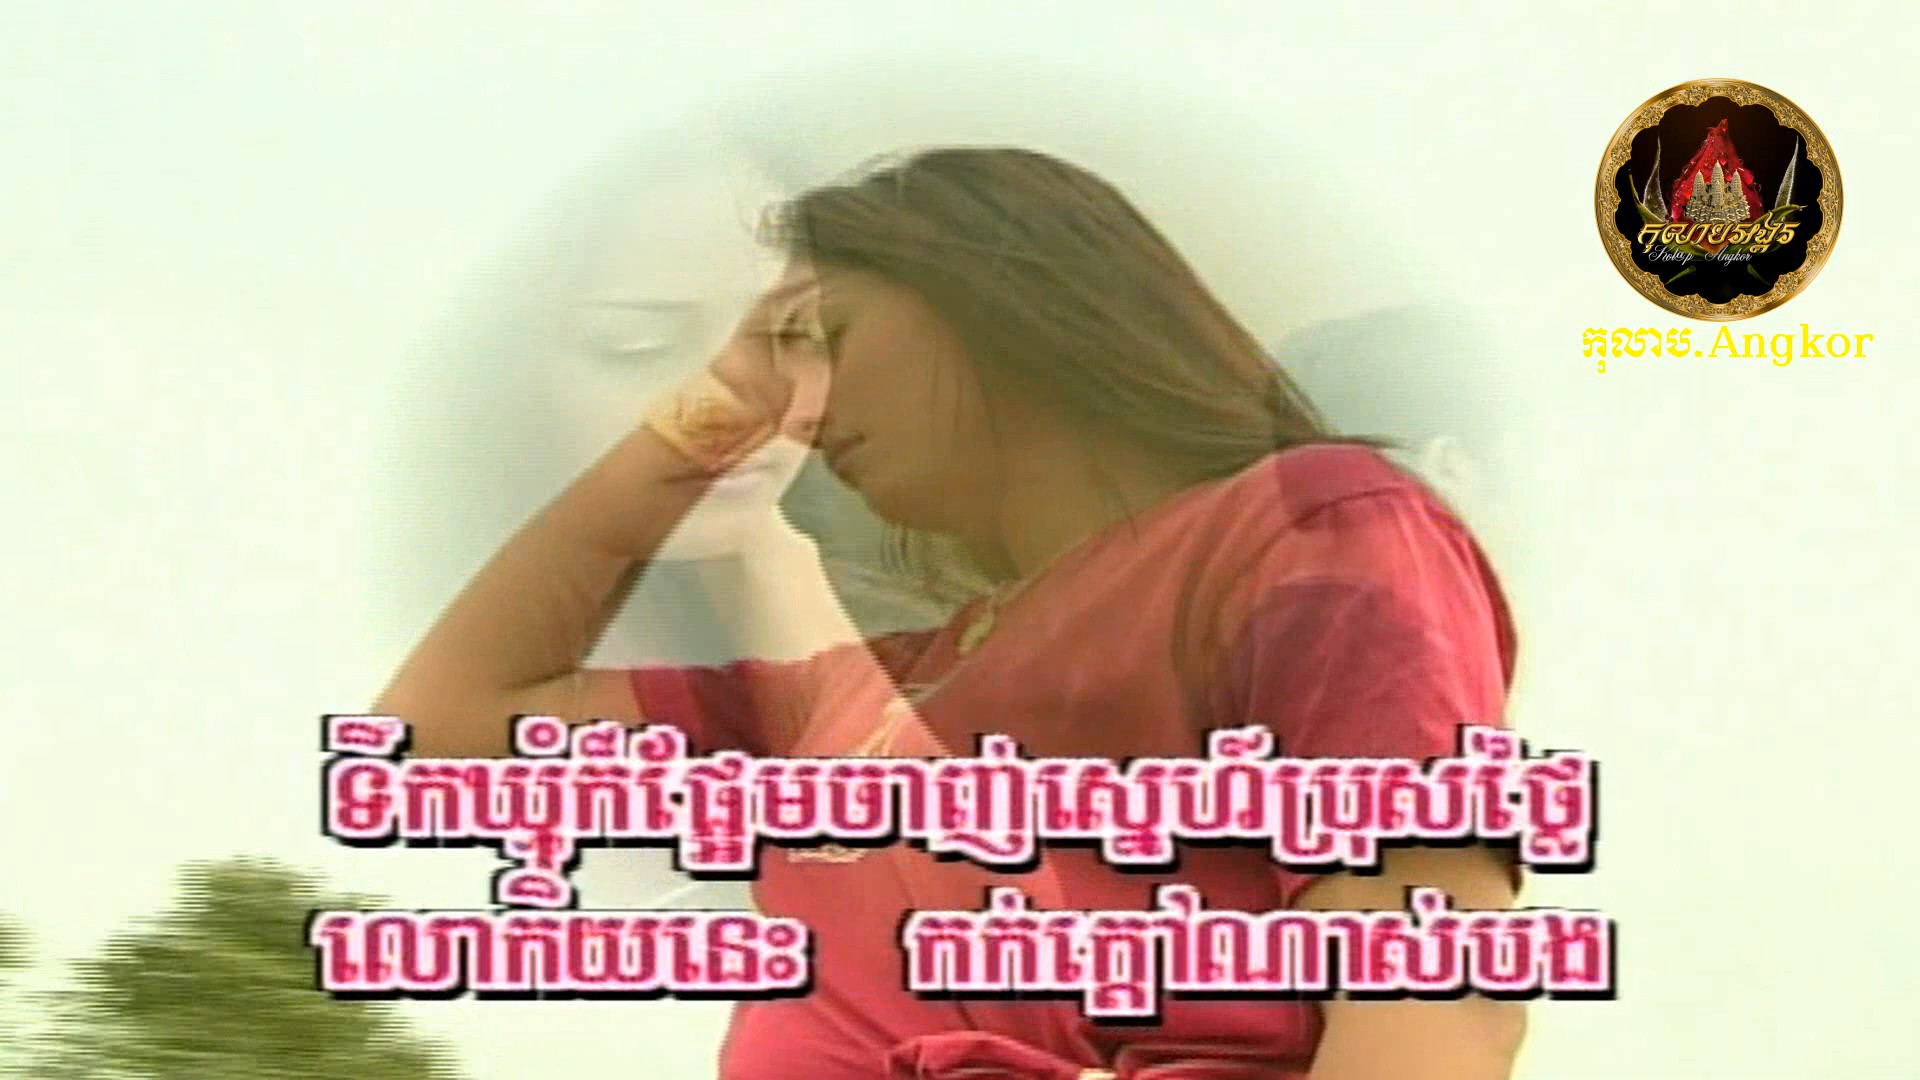 កុលាបអង្គរ
Kolap Angkor
កុលាប.Angkor
ទឹកឃ្មុំក៏ផ្អែមចាញ់ស្នេហ៍ប្រុសថ្លៃ
លោកិយនេះ កក់ក្ដៅណាស់បង